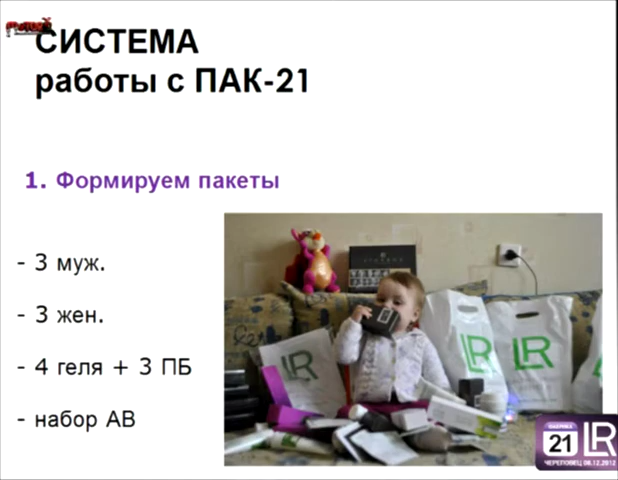 СИСТЕМА
работы с ПАК-21
1. Формируем пакеты
- 3 муж.
- 3 жен.
- 4 геля + 3 ПБ
- набор АВ
LR
LR
LR
21 LR
ЧЕРЕПОВЕЦ 08.12.2012